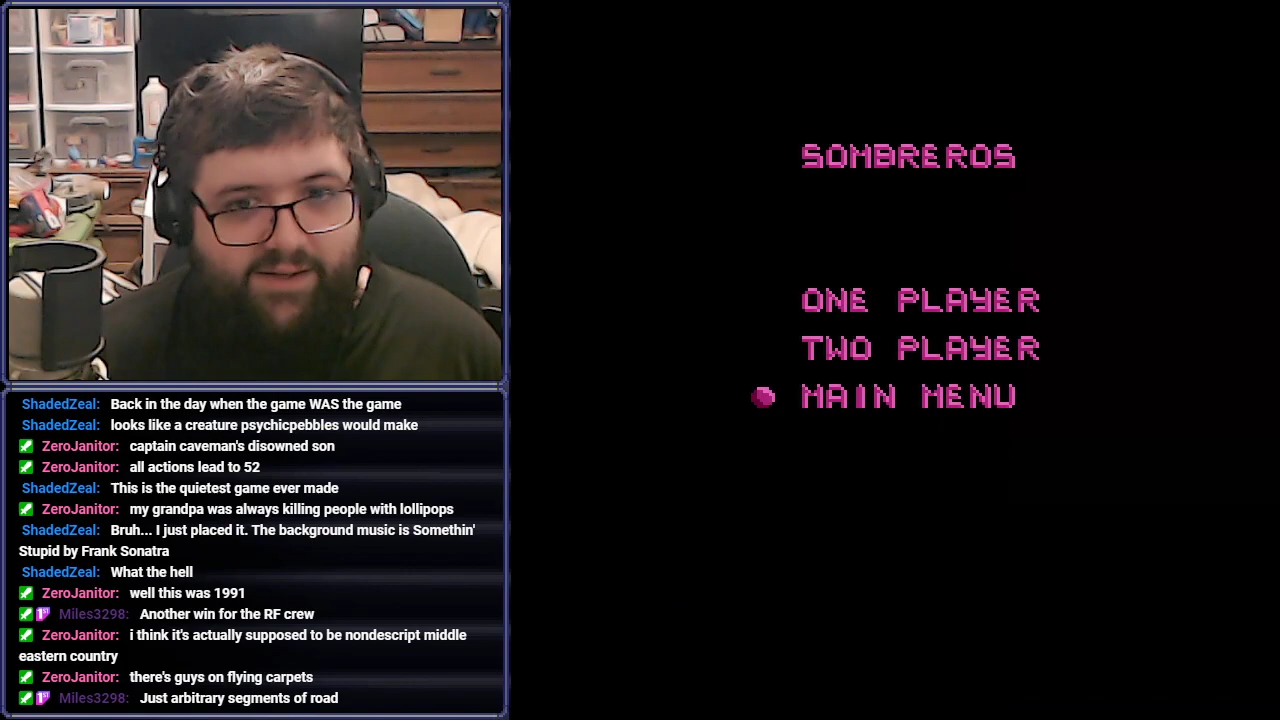 ShadedZeal: Back in the day when the game WAS the game
ShadedZeal: looks like a creature psychicpebbles would make
ZeroJanitor: captain caveman's disowned son
ZeroJanitor: all actions lead to 52
ShadedZeal: This is the quietest game ever made
ZeroJanitor: my grandpa was always killing people with lollipops
ShadedZeal: Bruh... I just placed it. The background music is Somethin'
Stupid by Frank Sonatra
ShadedZeal: What the hell
ZeroJanitor: well this was 1991
1ST Miles3298: Another win for the RF crew
ZeroJanitor: i think it's actually supposed to be nondescript middle
eastern country
ZeroJanitor: there's guys on flying carpets
1ST Miles3298: Just arbitrary segments of road
SOMBREROS
ONE PLAYER
TWO PLAYER
MAIN MENU